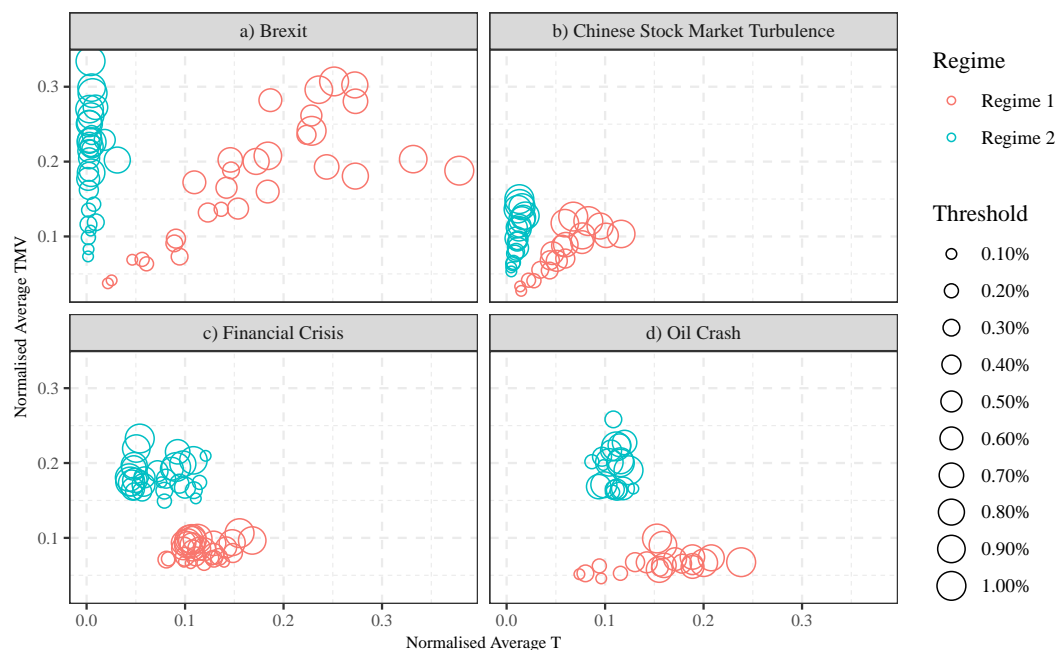 a) Brexit
b) Chinese Stock Market Turbulence
0.3
0.2
0.1
c) Financial Crisis
d) Oil Crash
0.3
0.2
0.1
0.0 0.1 0.2 0.3
0.0 0.1 0.2 0.3
Normalised Average T
Normalised Average TMV
Regime
Regime 1
Regime 2
Threshold
0.10%
0.20%
0.30%
0.40%
0.50%
0.60%
0.70%
0.80%
0.90%
1.00%